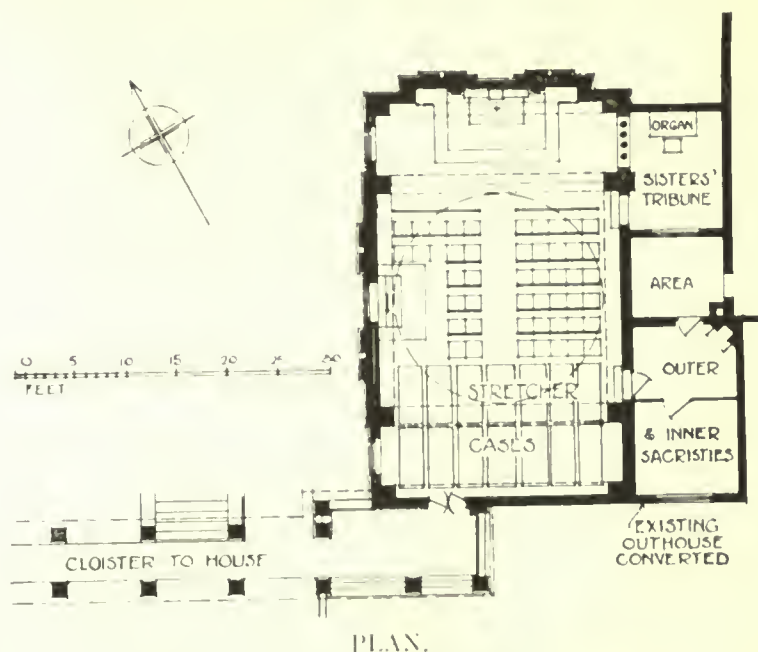 ORGAN
SISTERS'
TRIBUNE
AREA
OUTER
& INNER
SACRISTIES
STRETCHER
CASES
0 5 10 15 20 30
FEET
EXISTING
OUTHOUSE
CONVERTED
CLOISTER TO HOUSE
PLAN.